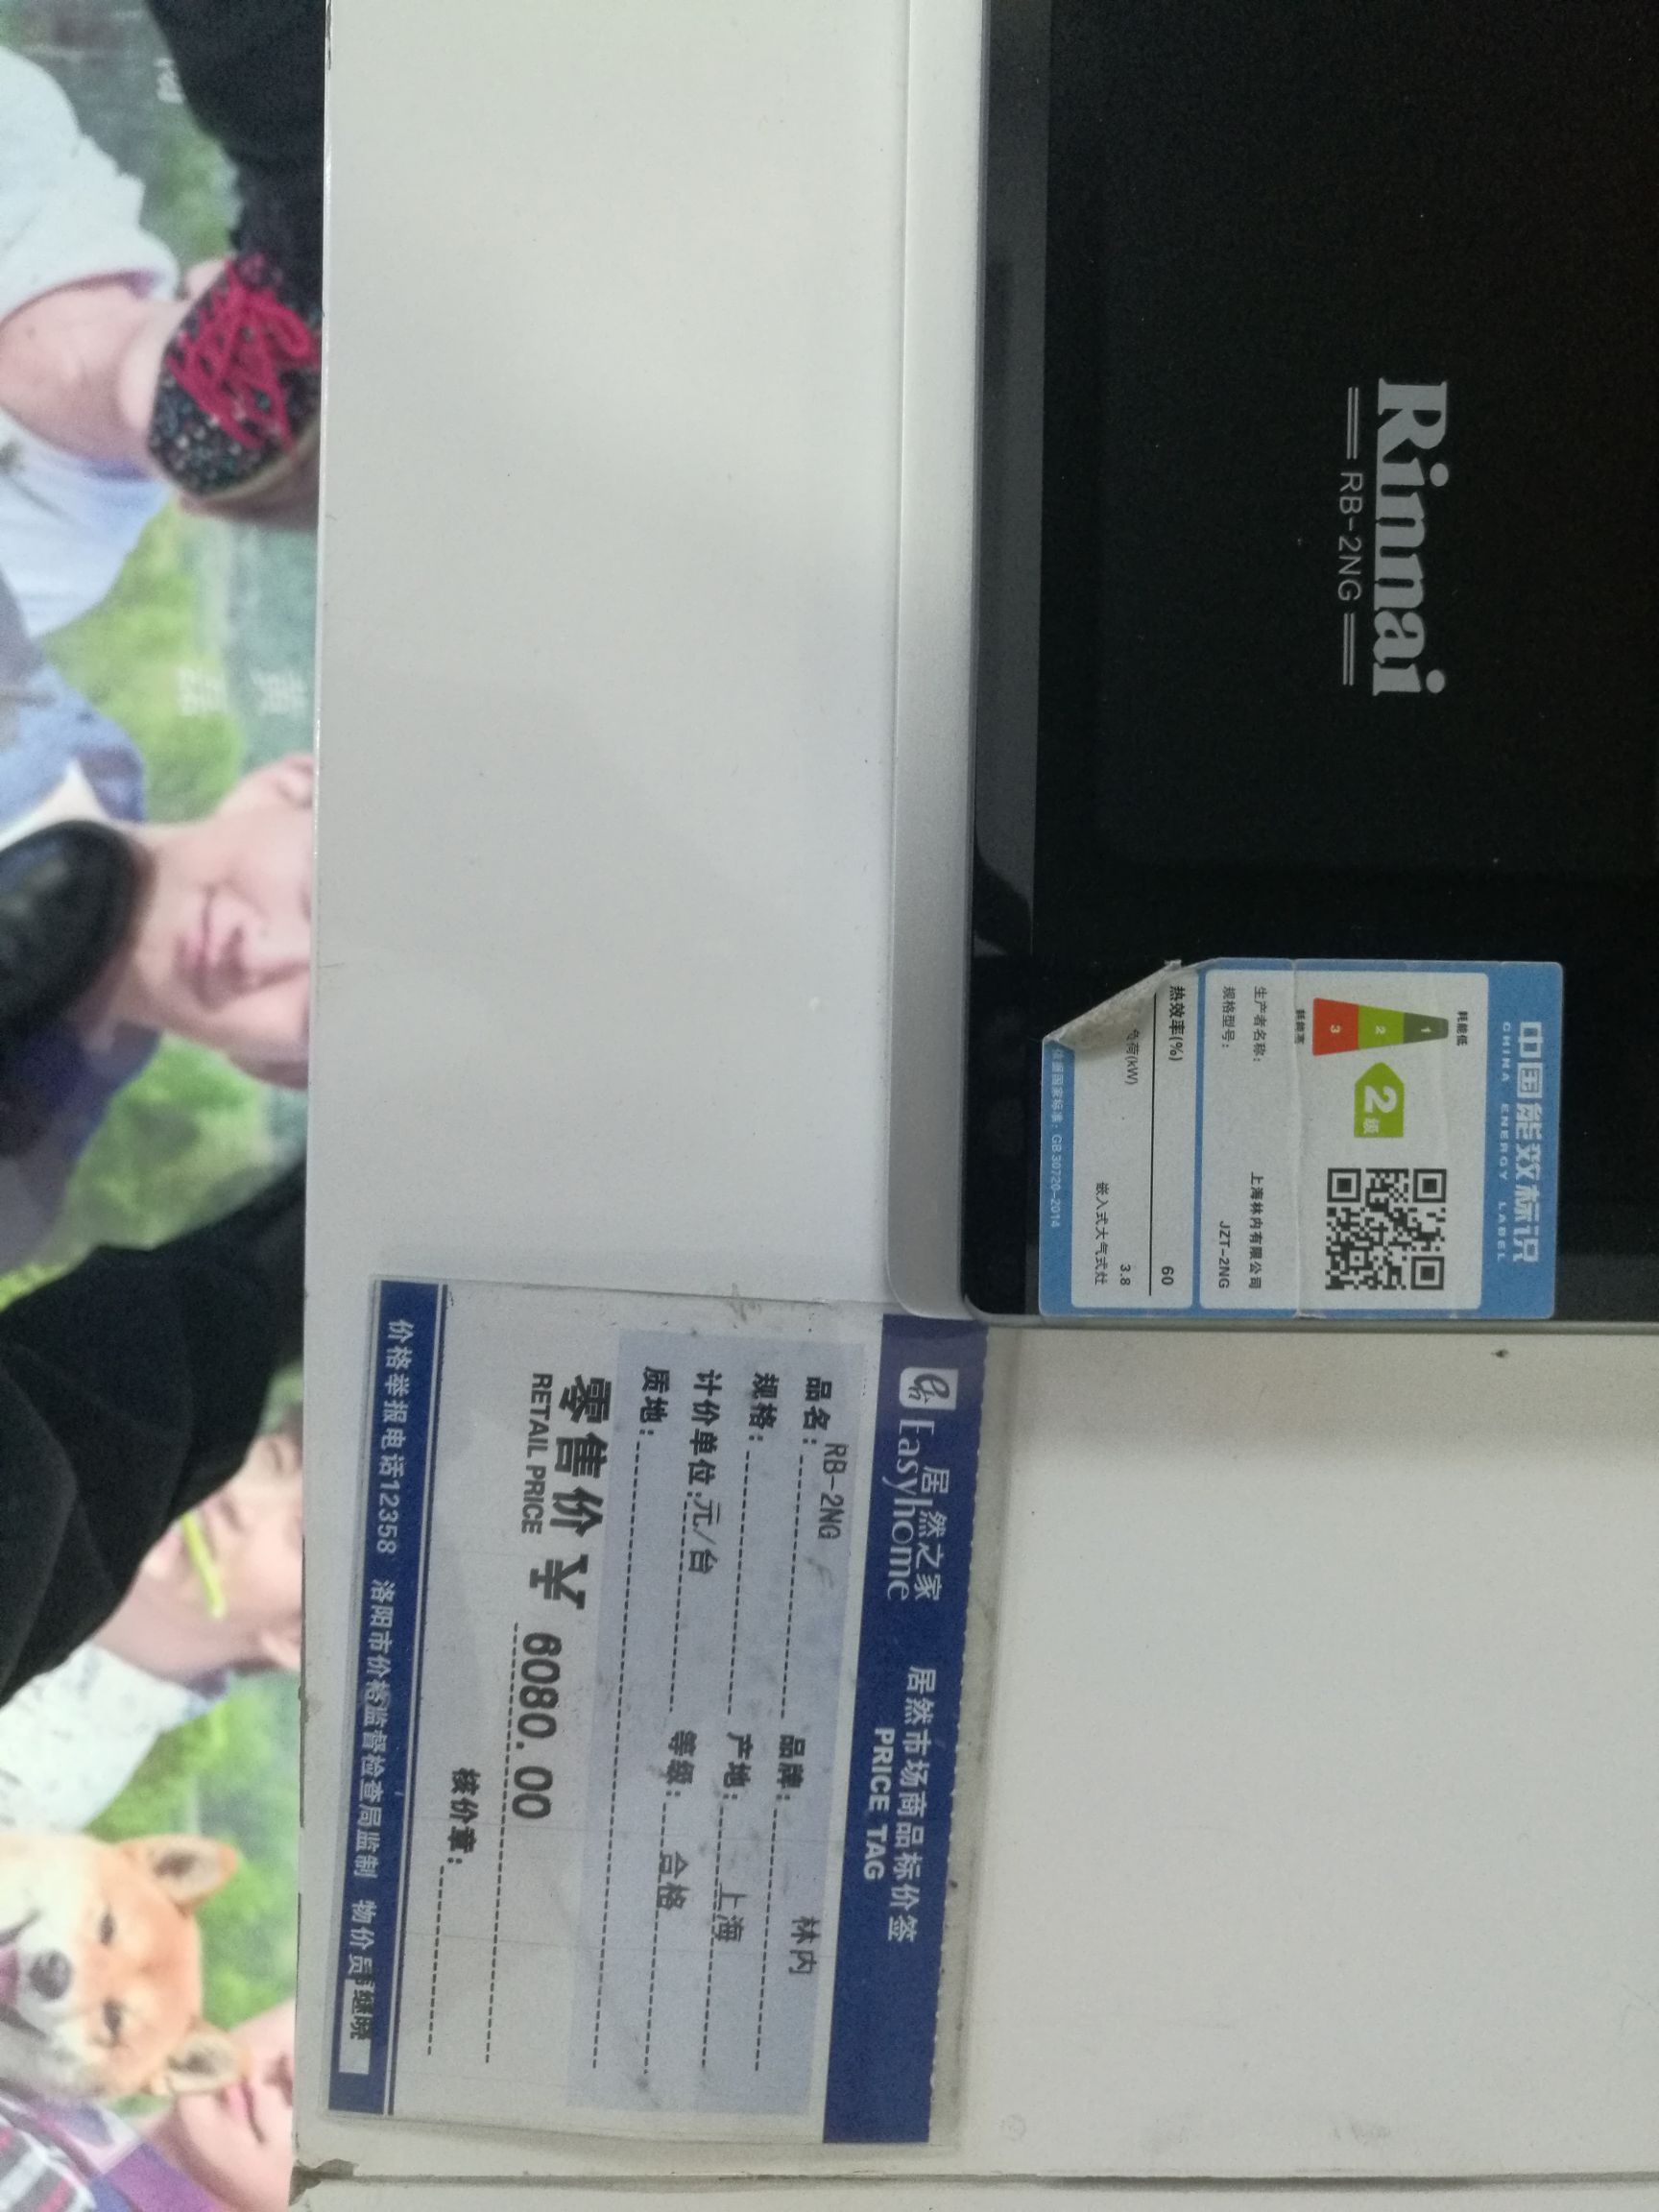 Rinnai
RB-2NG
中国能效标识
CHINA ENERGY LABEL
耗能低
1
2
3
耗能高
2级
生产者名称: 上海林内有限公司
规格型号: JZT-2NG
热效率(%) 60
负荷(kW) 3.8
嵌入式大气式灶
依据国家标准: GB 30720-2014
居然之家
Easyhome
居然市场商品标价签
PRICE TAG
品名: RB-2NG 品牌: 林内
规格: 产地: 上海
计价单位: 元/台 等级: 合格
质地:
零售价 ¥ 6080.00
RETAIL PRICE
核价章:
价格举报电话12358 洛阳市价格监督检查局监制 物价员